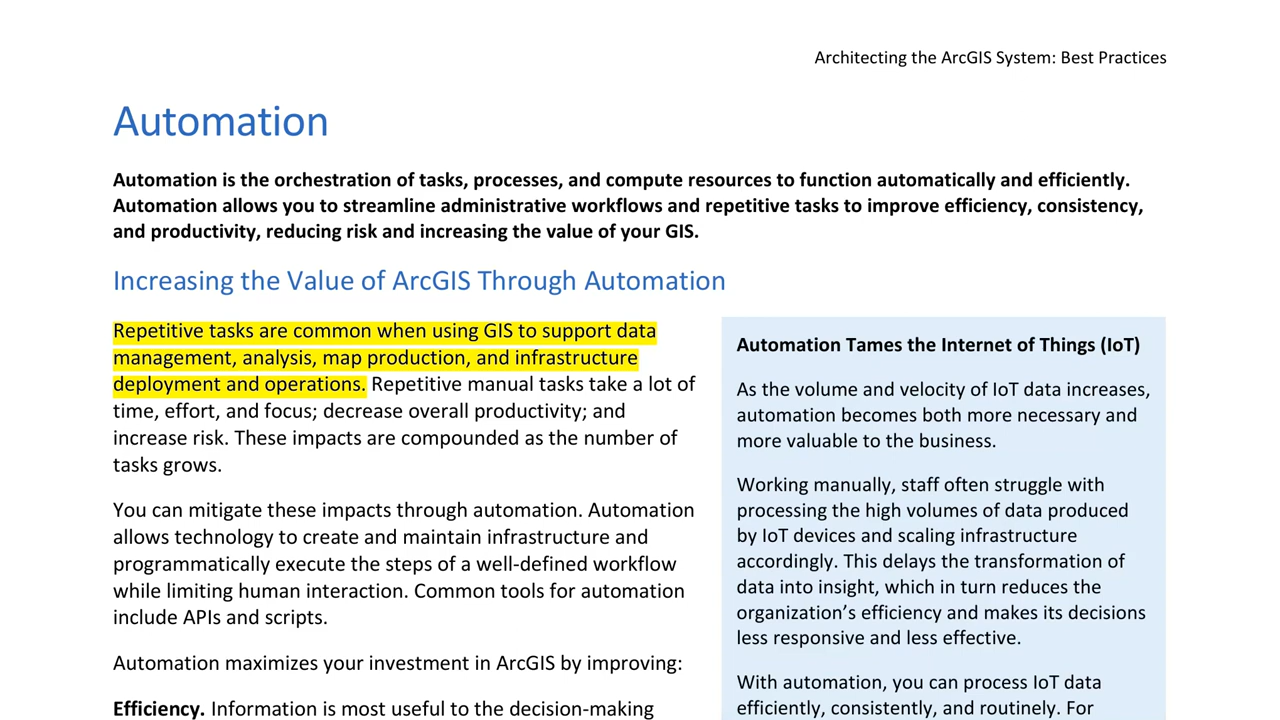 Architecting the ArcGIS System: Best Practices
Automation
Automation is the orchestration of tasks, processes, and compute resources to function automatically and efficiently.
Automation allows you to streamline administrative workflows and repetitive tasks to improve efficiency, consistency,
and productivity, reducing risk and increasing the value of your GIS.
Increasing the Value of ArcGIS Through Automation
Repetitive tasks are common when using GIS to support data
management, analysis, map production, and infrastructure
deployment and operations. Repetitive manual tasks take a lot of
time, effort, and focus; decrease overall productivity; and
increase risk. These impacts are compounded as the number of
tasks grows.
You can mitigate these impacts through automation. Automation
allows technology to create and maintain infrastructure and
programmatically execute the steps of a well-defined workflow
while limiting human interaction. Common tools for automation
include APIs and scripts.
Automation maximizes your investment in ArcGIS by improving:
Efficiency. Information is most useful to the decision-making
Automation Tames the Internet of Things (IoT)
As the volume and velocity of IoT data increases,
automation becomes both more necessary and
more valuable to the business.
Working manually, staff often struggle with
processing the high volumes of data produced
by IoT devices and scaling infrastructure
accordingly. This delays the transformation of
data into insight, which in turn reduces the
organization’s efficiency and makes its decisions
less responsive and less effective.
With automation, you can process IoT data
efficiently, consistently, and routinely. For